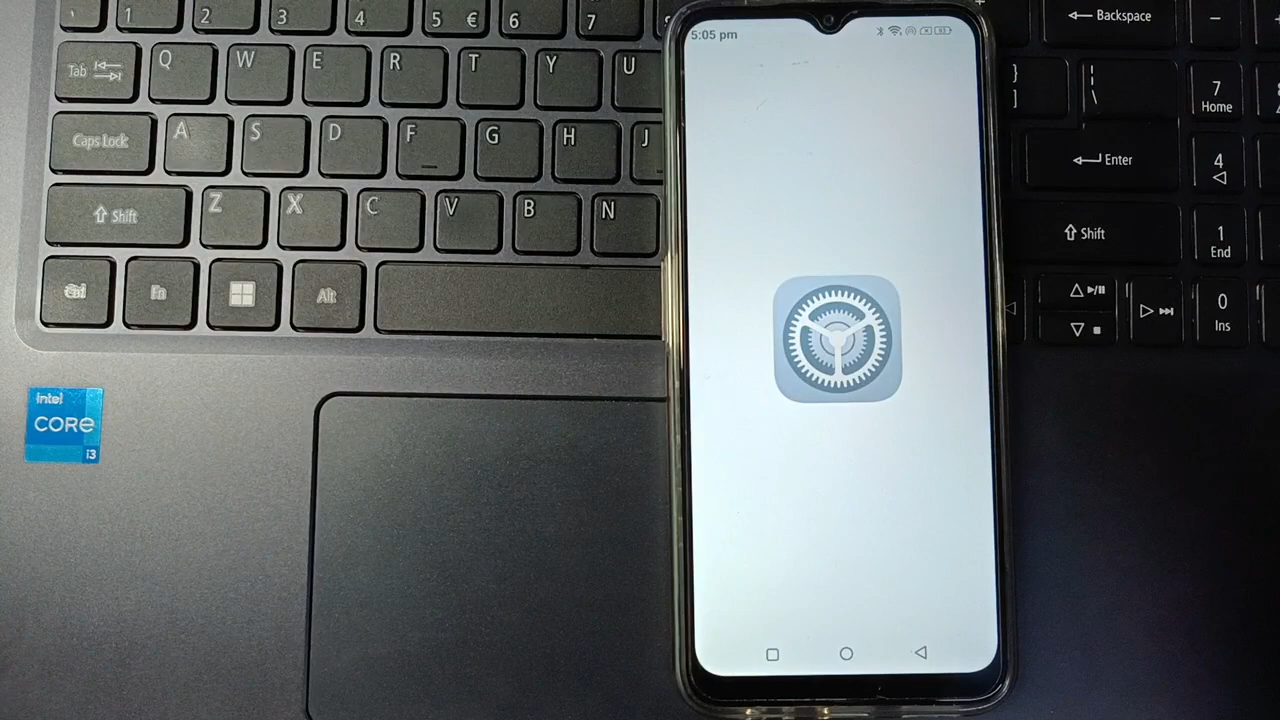 1 2 3 4 5 € 6 7
Backspace
5:05 pm
Tab Q W E R T Y U
} ]
| \
7
Home
Caps Lock A S D F G H J
Enter
4
Shift Z X C V B N
Shift
1
End
Ctrl Fn Alt
0
Ins
intel
CORE
i3